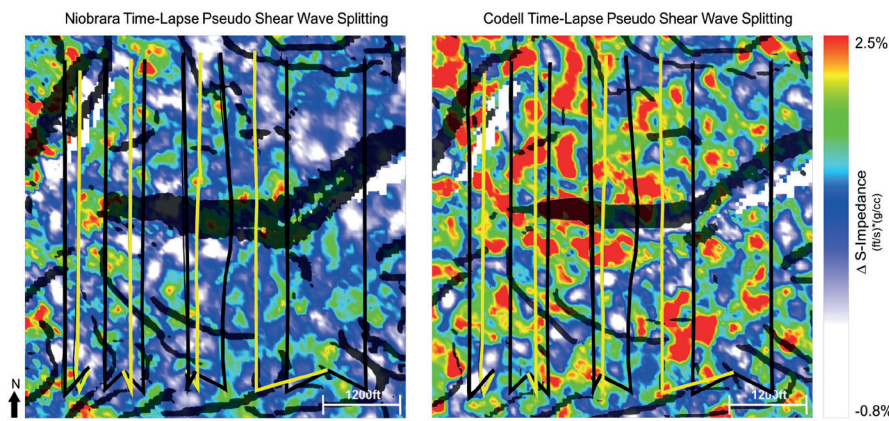 Niobrara Time-Lapse Pseudo Shear Wave Splitting
Codell Time-Lapse Pseudo Shear Wave Splitting
2.5%
Δ S-Impedance
(ft/s)*(g/cc)
-0.8%
N
1200ft
1200ft